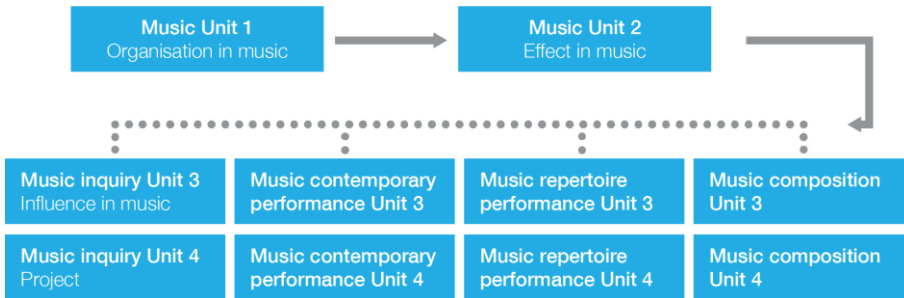 Music Unit 1
Organisation in music
Music Unit 2
Effect in music
Music inquiry Unit 3
Influence in music
Music contemporary
performance Unit 3
Music repertoire
performance Unit 3
Music composition
Unit 3
Music inquiry Unit 4
Project
Music contemporary
performance Unit 4
Music repertoire
performance Unit 4
Music composition
Unit 4